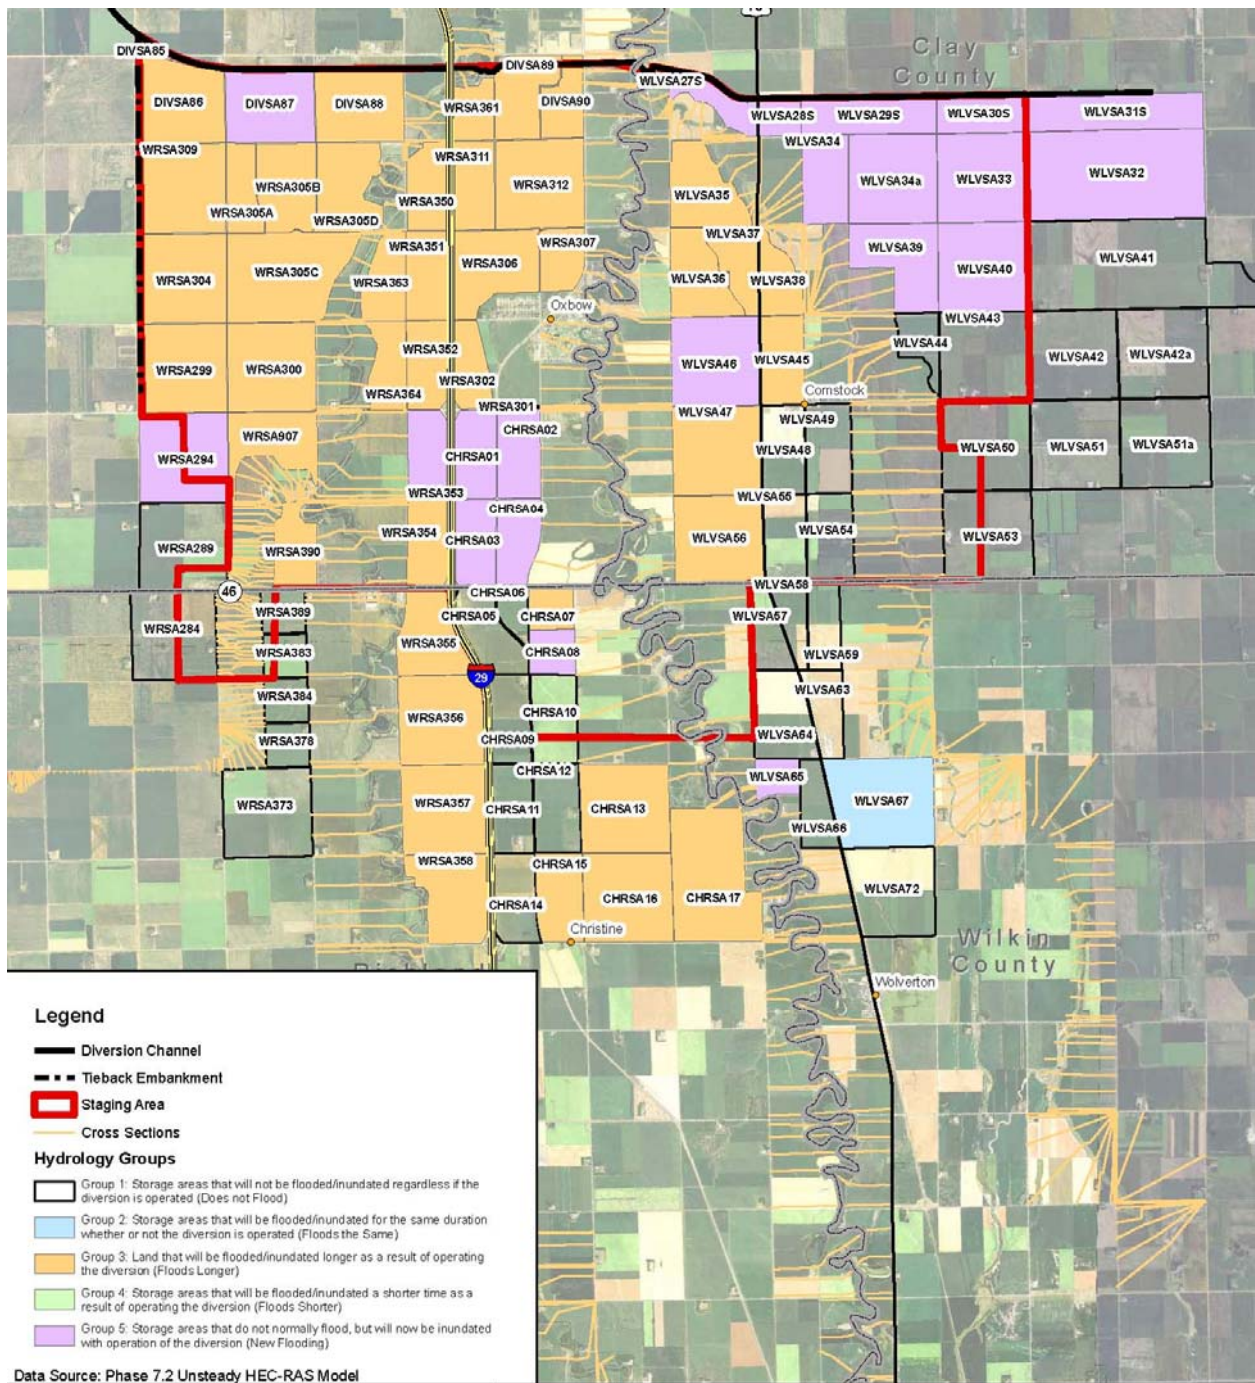 Clay
County
DIVSA85
DIVSA89
WLVSA27S
DIVSA86
DIVSA87
DIVSA88
WRSA361
DIVSA90
WLVSA28S
WLVSA29S
WLVSA30S
WLVSA31S
WRSA309
WRSA311
WLVSA34
WRSA305B
WRSA312
WLVSA34a
WLVSA33
WLVSA32
WRSA305A
WRSA305D
WRSA350
WLVSA35
WRSA351
WRSA307
WLVSA37
WLVSA39
WRSA304
WRSA305C
WRSA363
WRSA306
WLVSA36
WLVSA38
WLVSA40
WLVSA41
Oxbow
WLVSA43
WRSA352
WLVSA44
WRSA299
WRSA300
WRSA302
WLVSA46
WLVSA45
WLVSA42
WLVSA42a
WRSA364
Comstock
WRSA301
WLVSA47
WLVSA49
WRSA907
CHRSA02
WRSA294
CHRSA01
WLVSA48
WLVSA50
WLVSA51
WLVSA51a
WRSA353
WLVSA55
CHRSA04
WRSA354
WLVSA54
WRSA289
WRSA390
CHRSA03
WLVSA56
WLVSA53
46
CHRSA06
WLVSA58
WRSA389
CHRSA05
CHRSA07
WLVSA57
WRSA284
WRSA355
WRSA383
CHRSA08
WLVSA59
29
WRSA384
WLVSA63
WRSA356
CHRSA10
WRSA378
CHRSA09
WLVSA64
CHRSA12
WLVSA65
WRSA373
WRSA357
CHRSA11
CHRSA13
WLVSA67
WLVSA66
WRSA358
CHRSA15
WLVSA72
CHRSA14
CHRSA16
CHRSA17
Christine
Wilkin
County
Wolverton
Legend
Diversion Channel
Tieback Embankment
Staging Area
Cross Sections
Hydrology Groups
Group 1: Storage areas that will not be flooded/inundated regardless if the
diversion is operated (Does not Flood)
Group 2: Storage areas that will be flooded/inundated for the same duration
whether or not the diversion is operated (Floods the Same)
Group 3: Land that will be flooded/inundated longer as a result of operating
the diversion (Floods Longer)
Group 4: Storage areas that will be flooded/inundated a shorter time as a
result of operating the diversion (Floods Shorter)
Group 5: Storage areas that do not normally flood, but will now be inundated
with operation of the diversion (New Flooding)
Data Source: Phase 7.2 Unsteady HEC-RAS Model